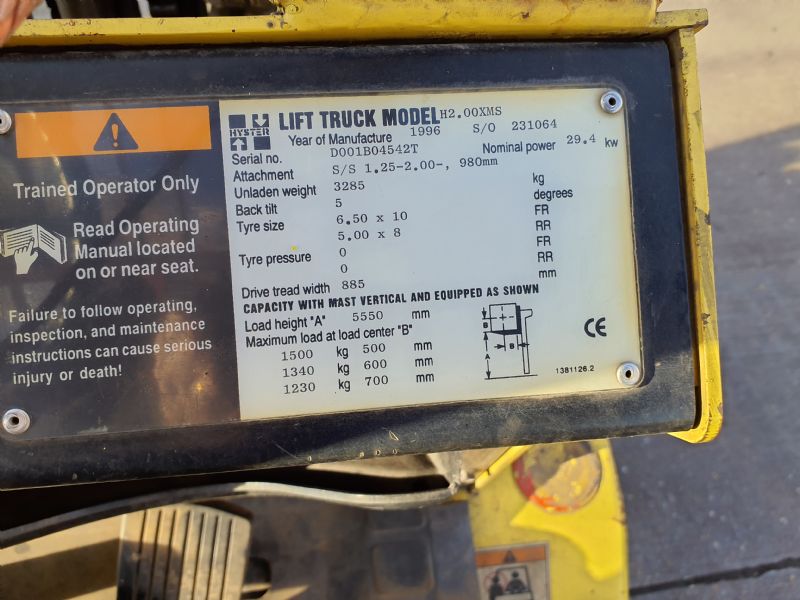 Trained Operator Only
Read Operating
Manual located
on or near seat.
Failure to follow operating,
inspection, and maintenance
instructions can cause serious
injury or death!
HYSTER
LIFT TRUCK MODEL H2.00XMS
Year of Manufacture 1996 S/O 231064
Serial no. D001B04542T Nominal power 29.4 kw
Attachment S/S 1.25-2.00-, 980mm
Unladen weight 3285 kg
Back tilt 5 degrees
Tyre size 6.50 x 10 FR
5.00 x 8 RR
Tyre pressure 0 FR
0 RR
Drive tread width 885 mm
CAPACITY WITH MAST VERTICAL AND EQUIPPED AS SHOWN
Load height "A" 5550 mm
Maximum load at load center "B"
1500 kg 500 mm
1340 kg 600 mm
1230 kg 700 mm
B
B
A
CE
1381126.2